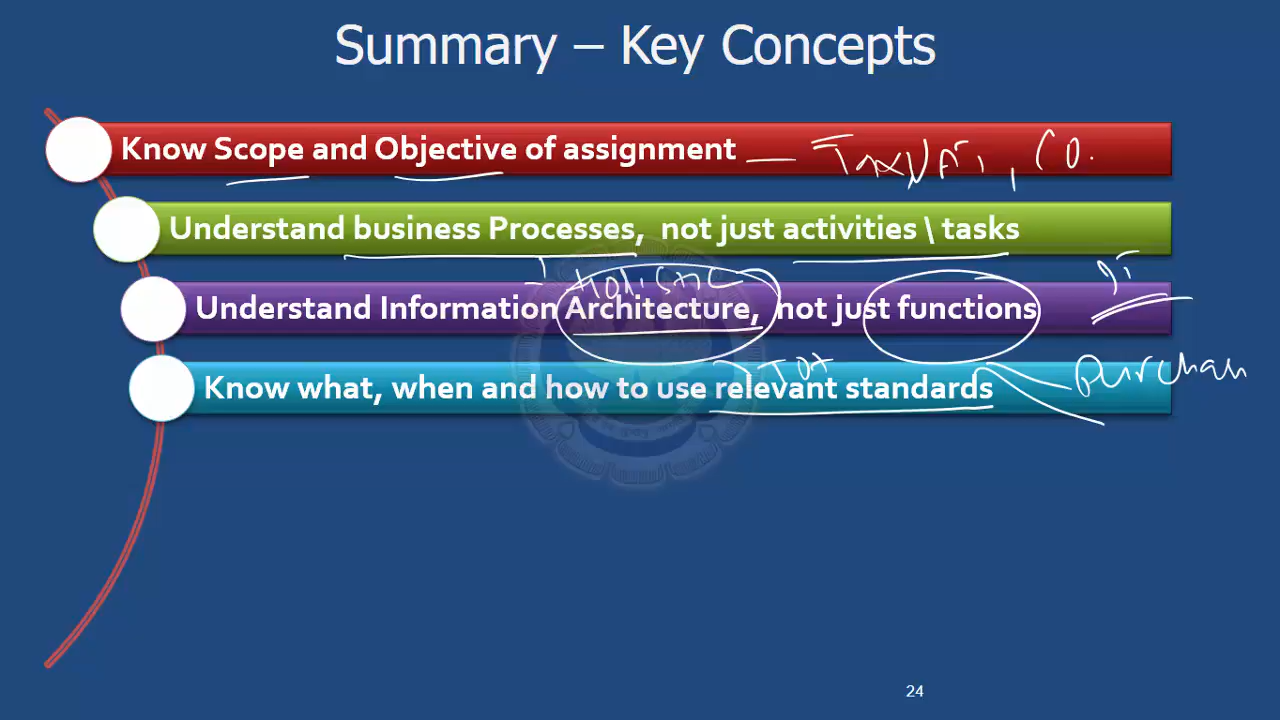 Summary – Key Concepts
Know Scope and Objective of assignment
Understand business Processes, not just activities \ tasks
Holistic
Understand Information Architecture, not just functions
Know what, when and how to use relevant standards
24